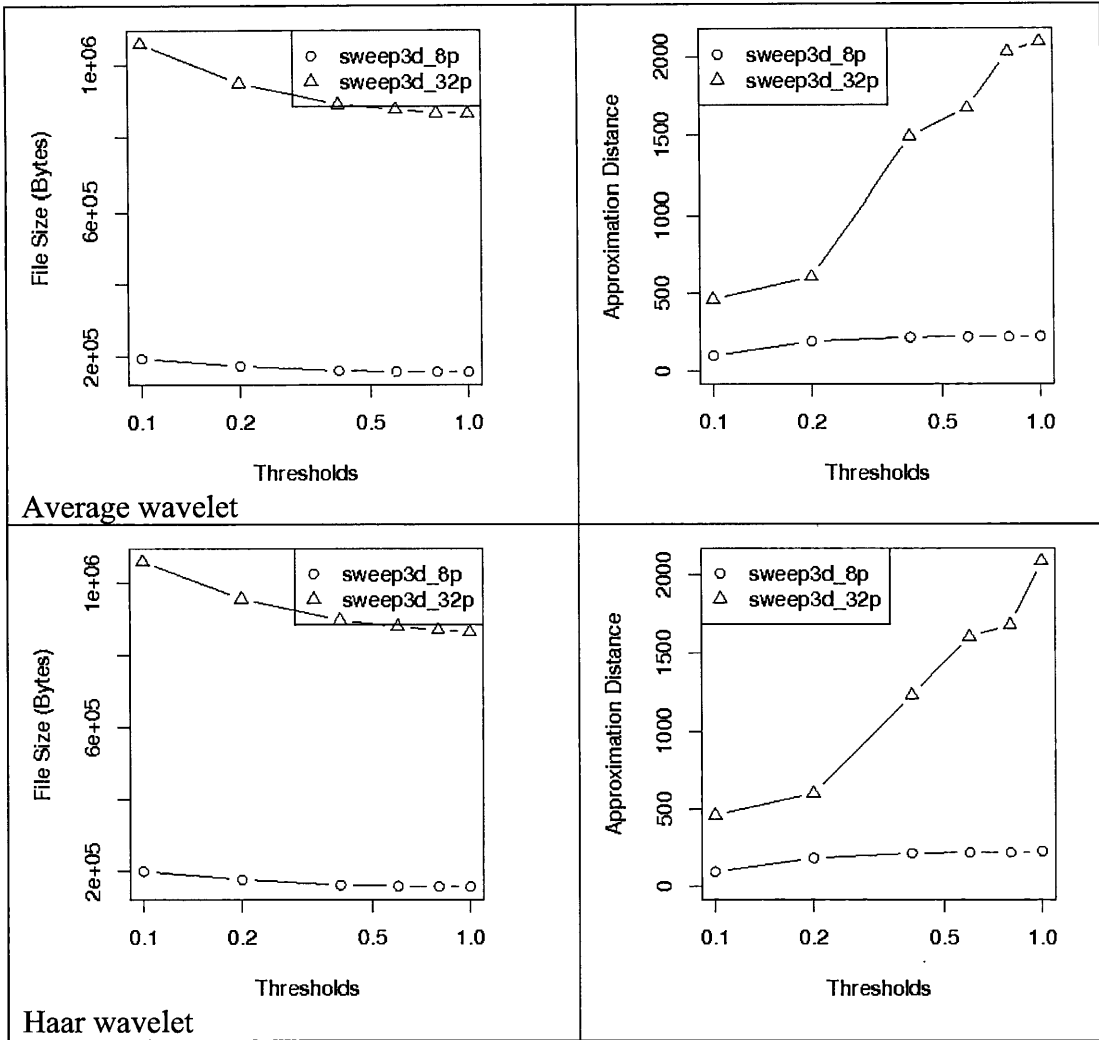 sweep3d_8p
sweep3d_32p
File Size (Bytes)
1e+06
6e+05
2e+05
0.1 0.2 0.5 1.0
Thresholds
Average wavelet
sweep3d_8p
sweep3d_32p
Approximation Distance
2000
1500
1000
500
0
0.1 0.2 0.5 1.0
Thresholds
sweep3d_8p
sweep3d_32p
File Size (Bytes)
1e+06
6e+05
2e+05
0.1 0.2 0.5 1.0
Thresholds
Haar wavelet
sweep3d_8p
sweep3d_32p
Approximation Distance
2000
1500
1000
500
0
0.1 0.2 0.5 1.0
Thresholds